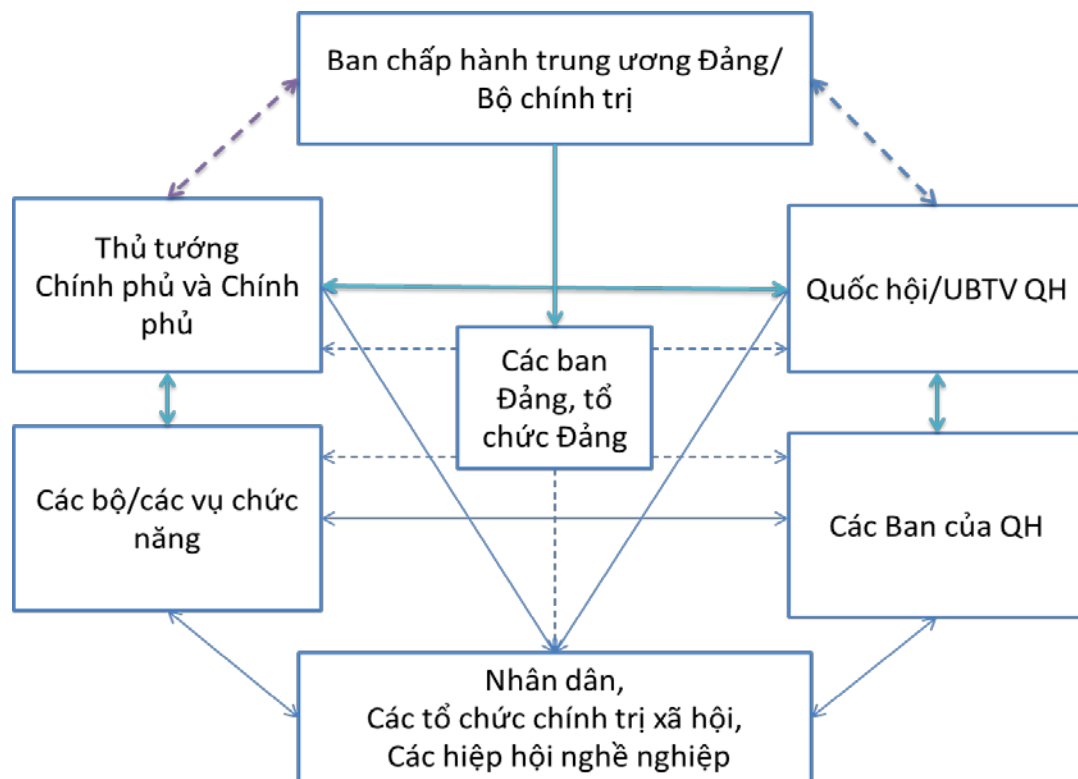 Ban chấp hành trung ương Đảng/
Bộ chính trị
Thủ tướng
Chính phủ và Chính
phủ
Quốc hội/UBTV QH
Các ban
Đảng, tổ
chức Đảng
Các bộ/các vụ chức
năng
Các Ban của QH
Nhân dân,
Các tổ chức chính trị xã hội,
Các hiệp hội nghề nghiệp